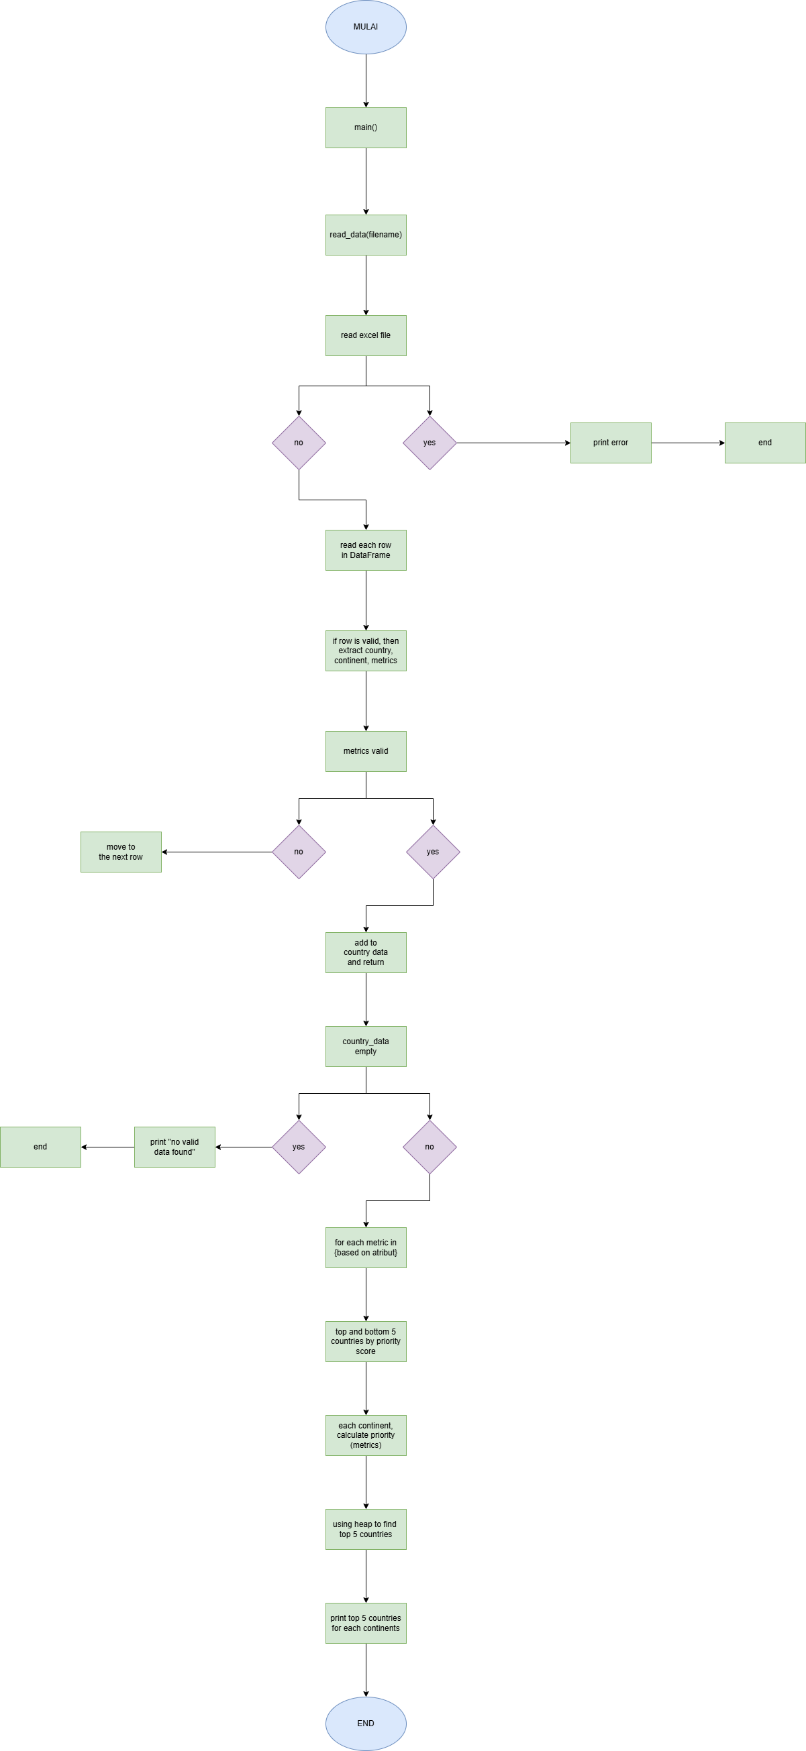 MULAI
main()
read_data(filename)
read excel file
no
yes
print error
end
read each row
in DataFrame
if row is valid, then
extract country,
continent, metrics
metrics valid
move to
the next row
no
yes
add to
country data
and return
country_data
empty
end
print "no valid
data found"
yes
no
for each metric in
{based on atribut}
top and bottom 5
countries by priority
score
each continent,
calculate priority
(metrics)
using heap to find
top 5 countries
print top 5 countries
for each continents
END